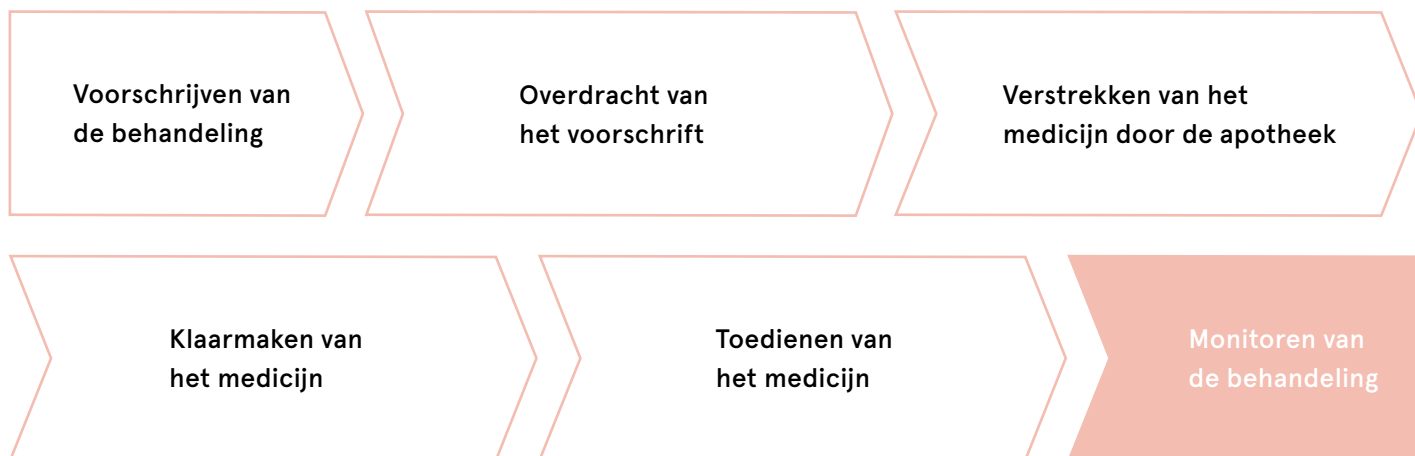 Voorschrijven van
de behandeling
Overdracht van
het voorschrift
Verstrekken van het
medicijn door de apotheek
Klaarmaken van
het medicijn
Toedienen van
het medicijn
Monitoren van
de behandeling